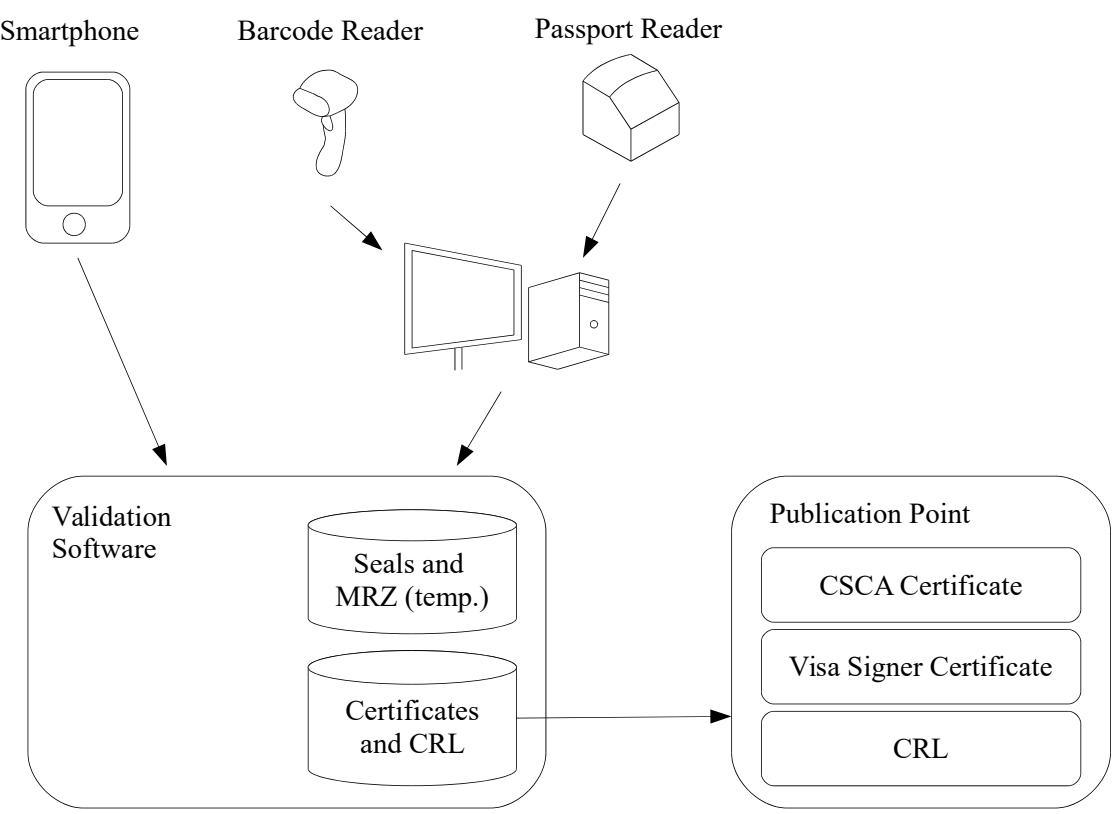 Smartphone
Barcode Reader
Passport Reader
Validation
Software
Seals and
MRZ (temp.)
Certificates
and CRL
Publication Point
CSCA Certificate
Visa Signer Certificate
CRL